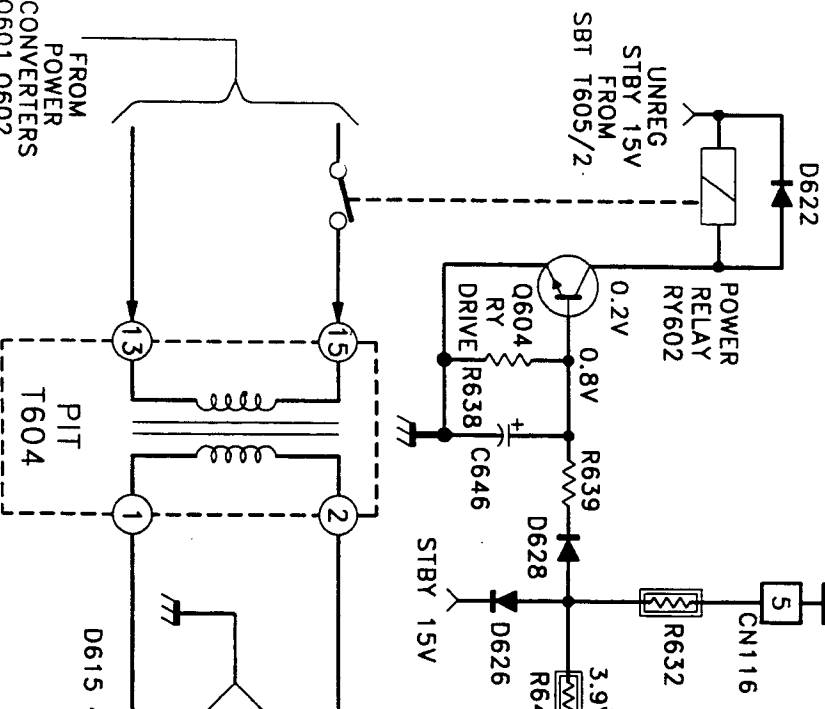 UNREG
STBY 15V
FROM
SBT T605/2
D622
POWER
RELAY
RY602
0.2V
Q604
RY
DRIVE
0.8V
R638
C646
+
R639
D628
STBY 15V
D626
R632
CN116
5
3.9
FROM
POWER
CONVERTERS
Q601 Q602
13
15
PIT
T604
1
2
D615